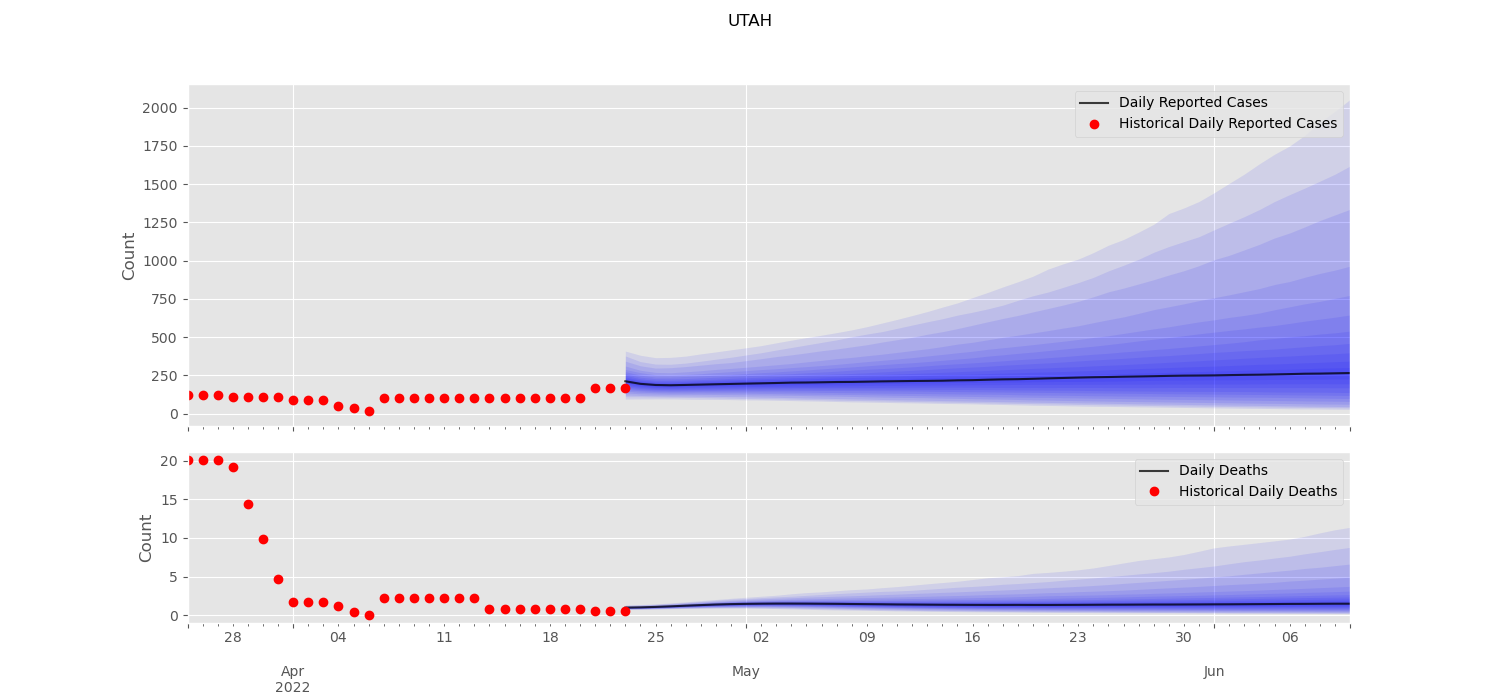 UTAH
Daily Reported Cases
Historical Daily Reported Cases
Count
2000
1750
1500
1250
1000
750
500
250
0
Daily Deaths
Historical Daily Deaths
Count
20
15
10
5
0
28 04 11 18 25 02 09 16 23 30 06
Apr May Jun
2022